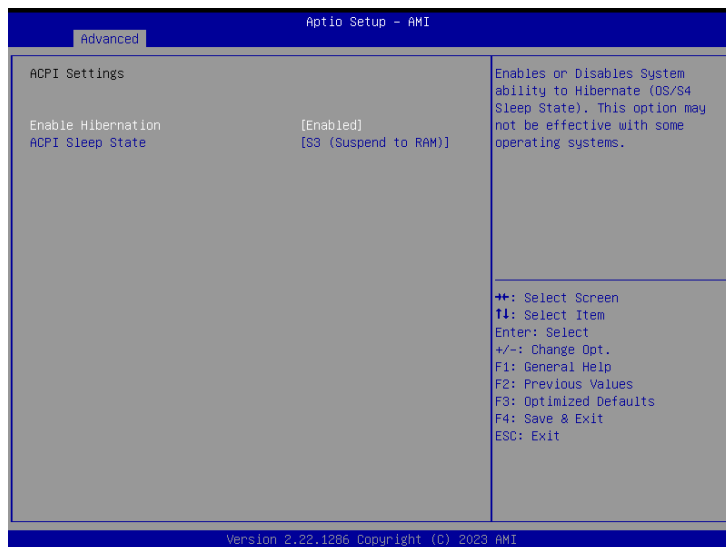 Aptio Setup – AMI
Advanced
ACPI Settings
Enable Hibernation [Enabled]
ACPI Sleep State [S3 (Suspend to RAM)]
Enables or Disables System
ability to Hibernate (OS/S4
Sleep State). This option may
not be effective with some
operating systems.
→←: Select Screen
↑↓: Select Item
Enter: Select
+/-: Change Opt.
F1: General Help
F2: Previous Values
F3: Optimized Defaults
F4: Save & Exit
ESC: Exit
Version 2.22.1286 Copyright (C) 2023 AMI